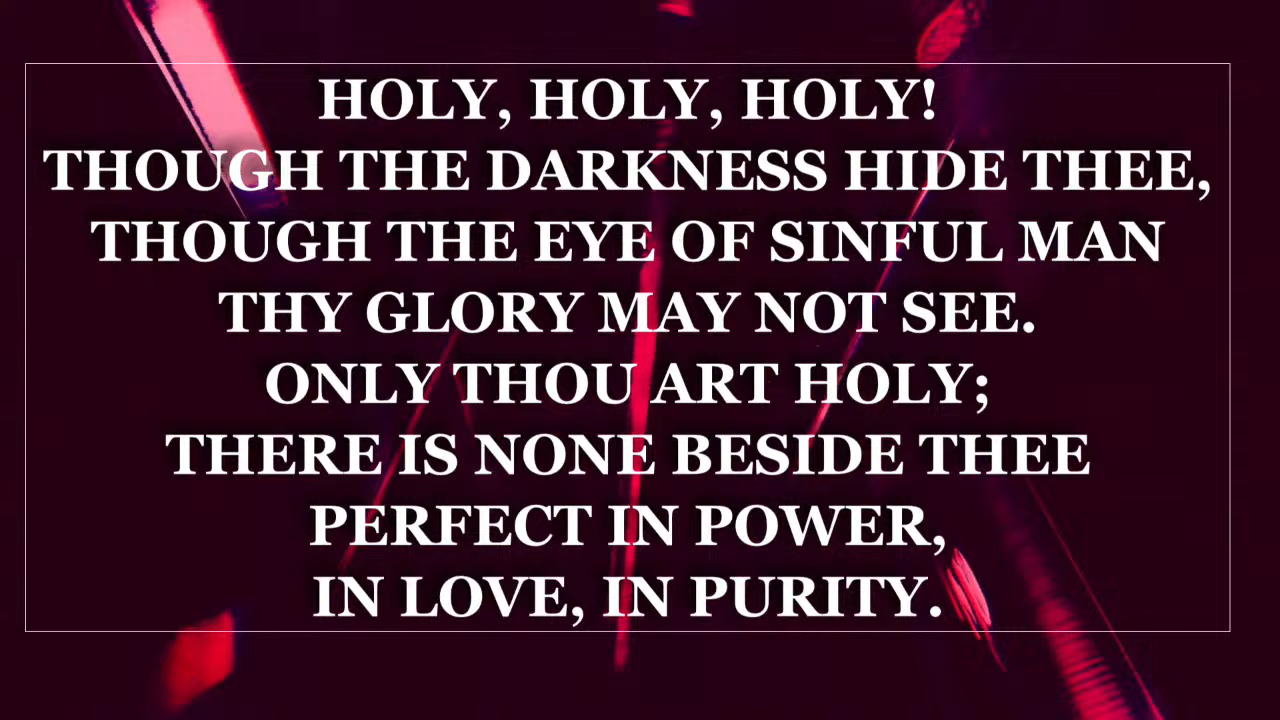 HOLY, HOLY, HOLY!
THOUGH THE DARKNESS HIDE THEE,
THOUGH THE EYE OF SINFUL MAN
THY GLORY MAY NOT SEE.
ONLY THOU ART HOLY;
THERE IS NONE BESIDE THEE
PERFECT IN POWER,
IN LOVE, IN PURITY.